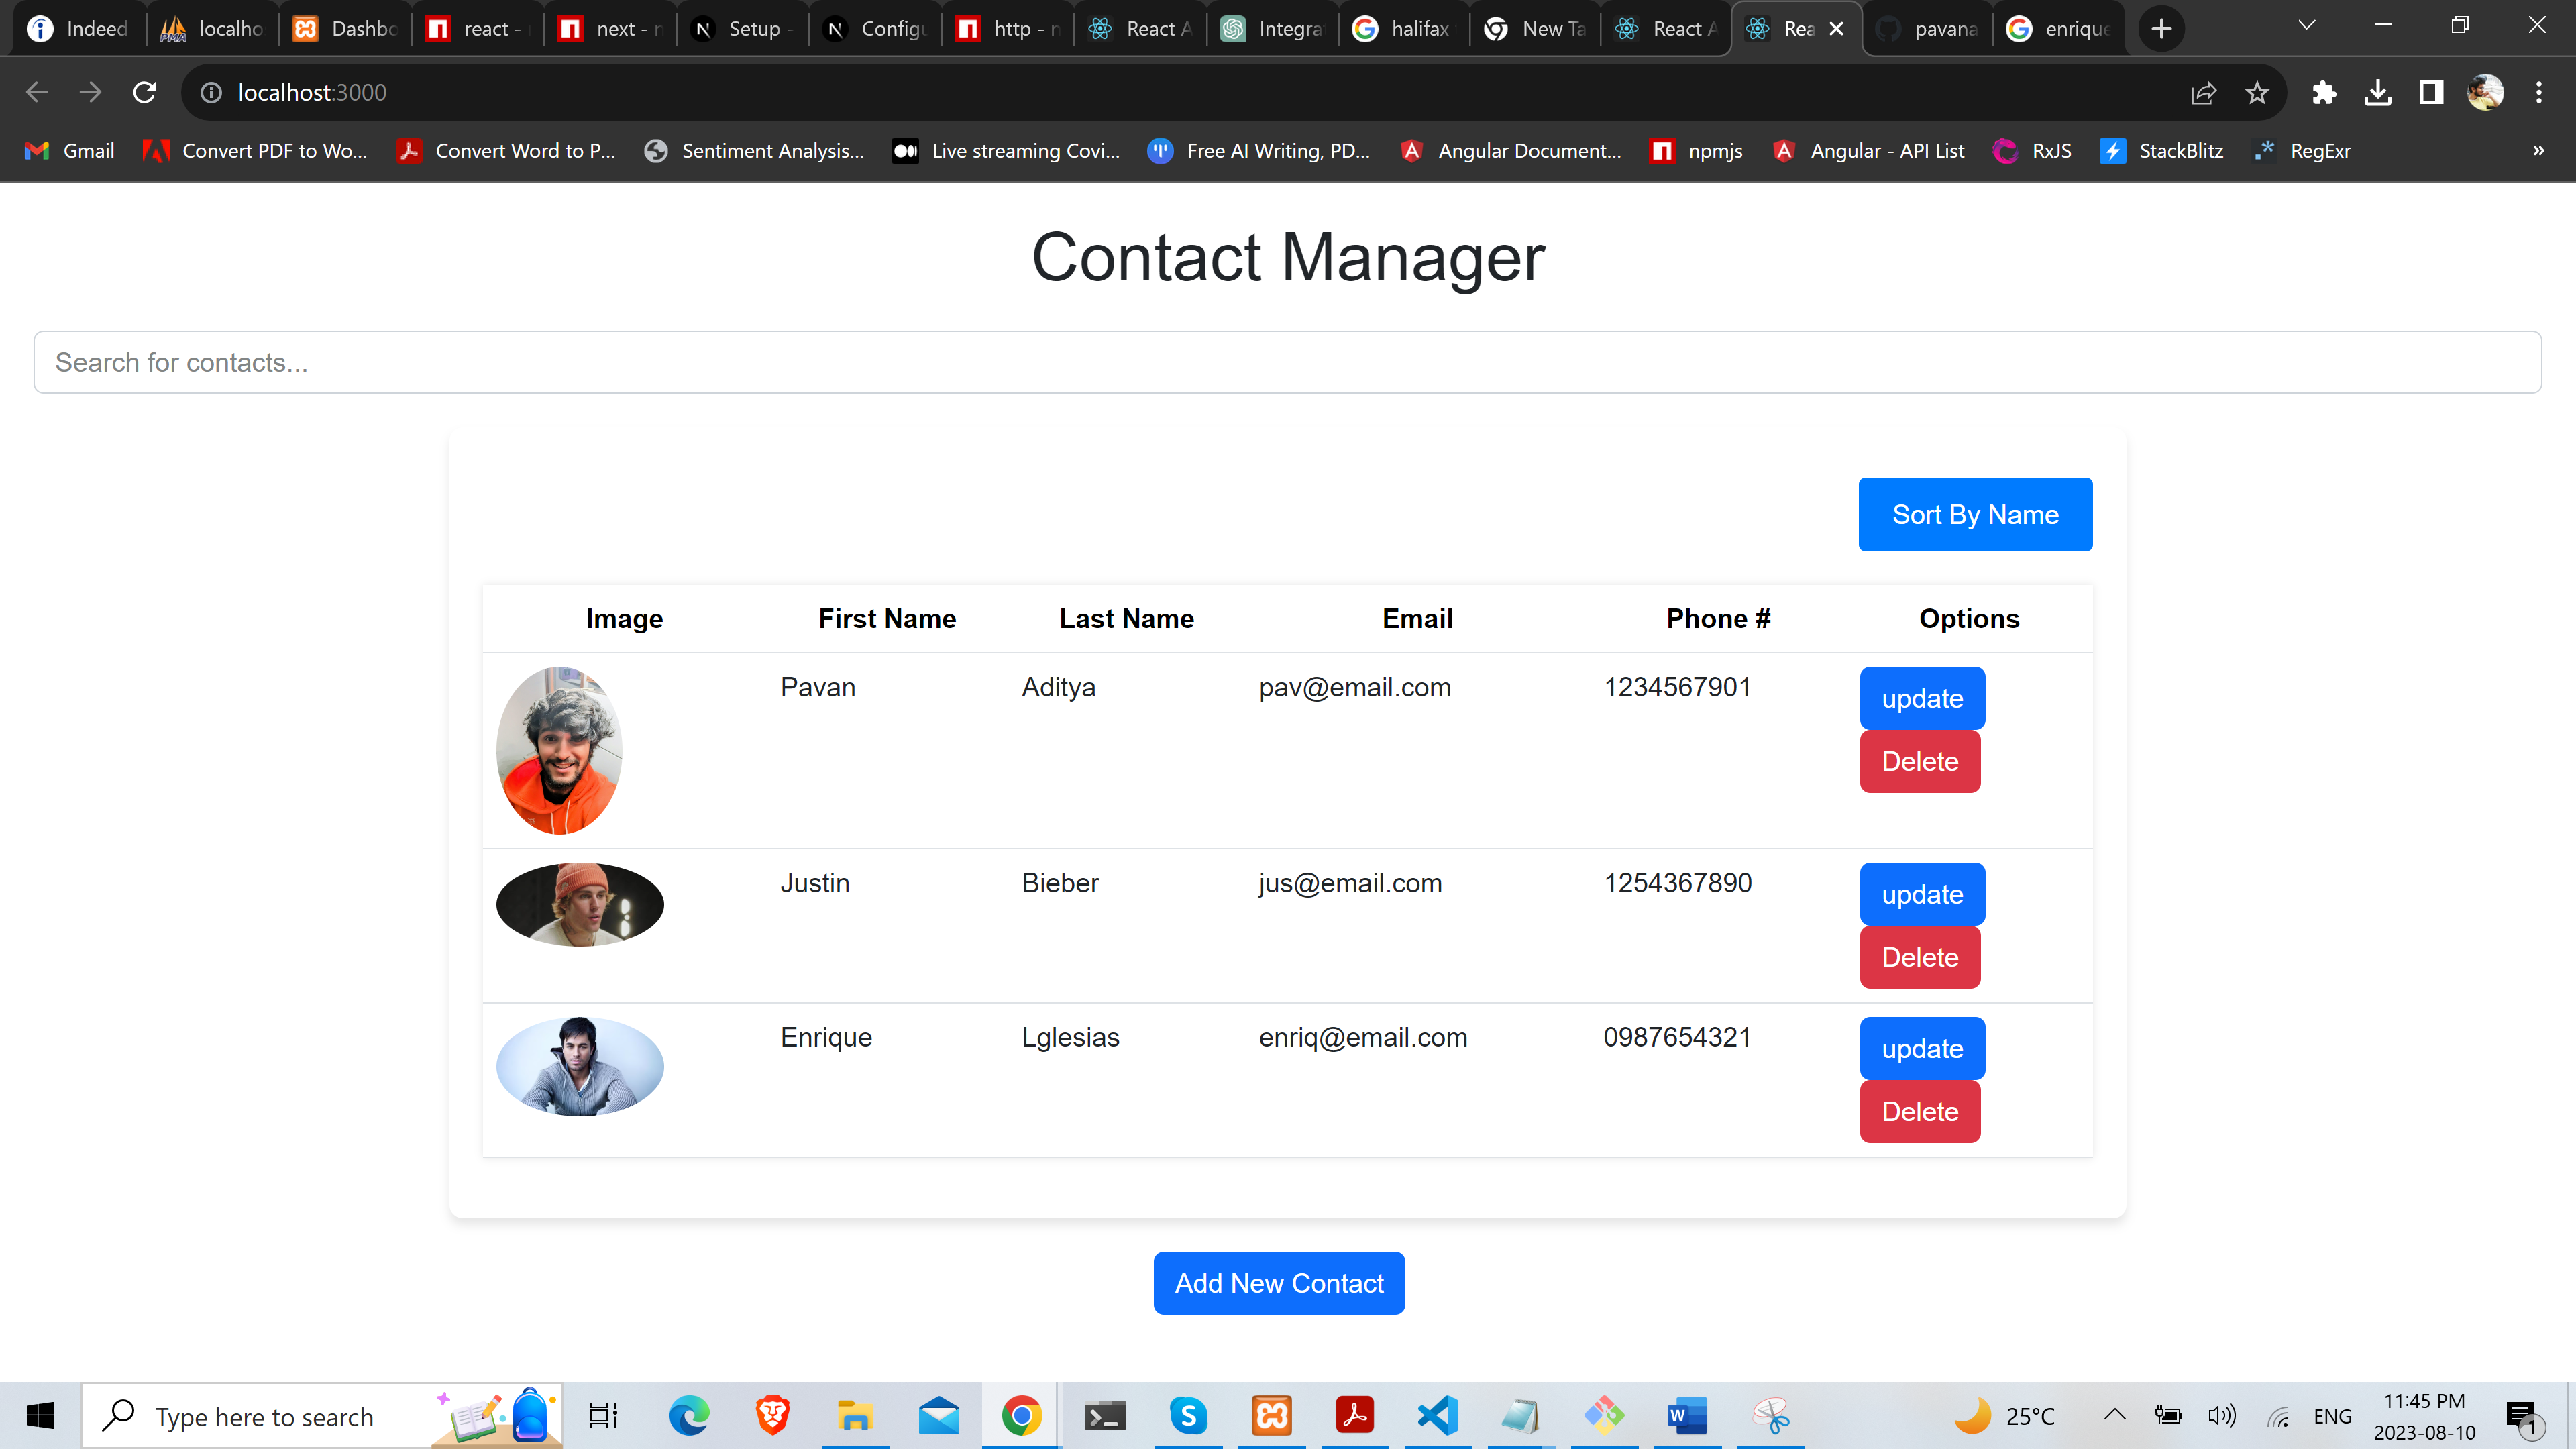 Indeed localho Dashbo react - next - n Setup - Config http - n React A Integra halifax New Ta React A Rea pavana enrique
localhost:3000
Gmail Convert PDF to Wo... Convert Word to P... Sentiment Analysis... Live streaming Covi... Free AI Writing, PD... Angular Document... npmjs Angular - API List RxJS StackBlitz RegExr »
Contact Manager
Search for contacts...
Sort By Name
Image First Name Last Name Email Phone # Options
Pavan Aditya pav@email.com 1234567901 update
Delete
Justin Bieber jus@email.com 1254367890 update
Delete
Enrique Lglesias enriq@email.com 0987654321 update
Delete
Add New Contact
Type here to search 25°C ENG 11:45 PM
2023-08-10 1